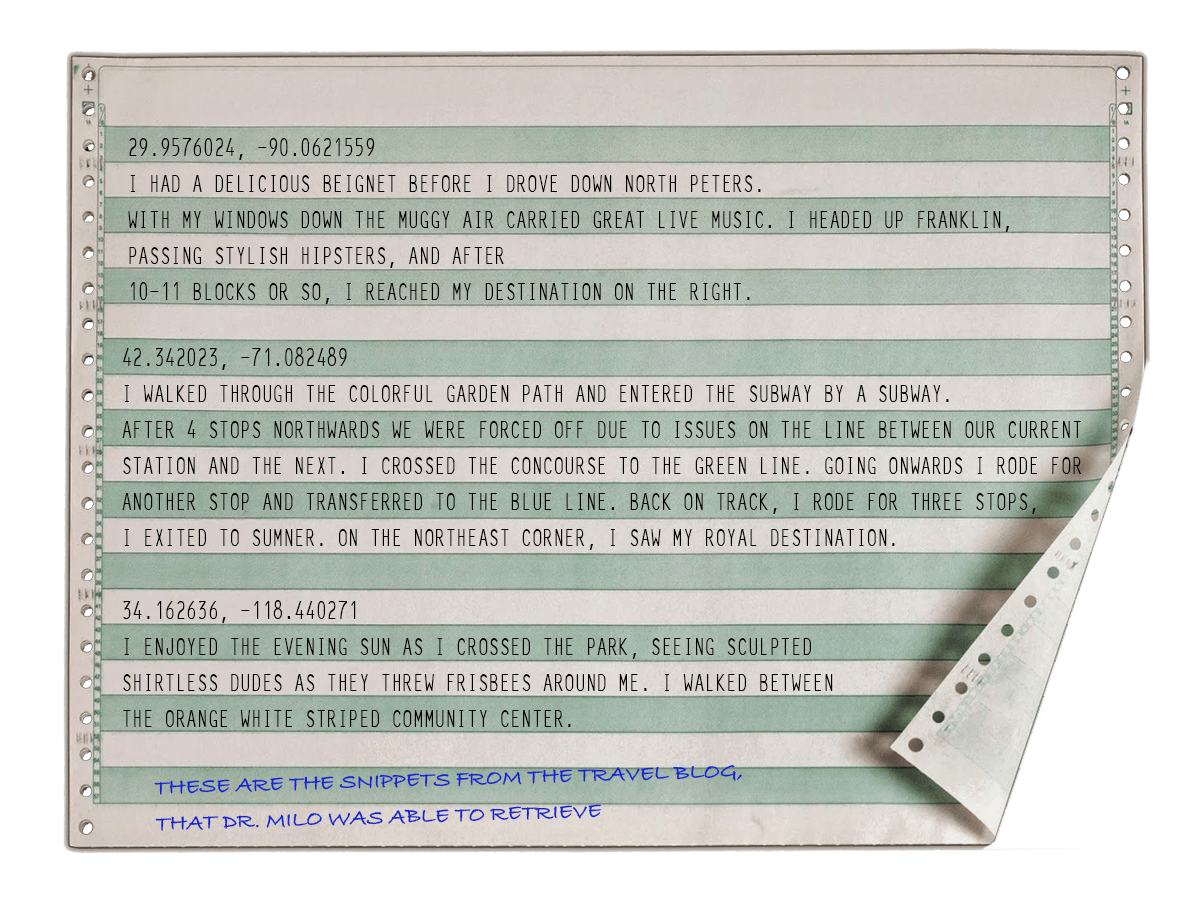 29.9576024, -90.0621559
I HAD A DELICIOUS BEIGNET BEFORE I DROVE DOWN NORTH PETERS.
WITH MY WINDOWS DOWN THE MUGGY AIR CARRIED GREAT LIVE MUSIC. I HEADED UP FRANKLIN,
PASSING STYLISH HIPSTERS, AND AFTER
10-11 BLOCKS OR SO, I REACHED MY DESTINATION ON THE RIGHT.
42.342023, -71.082489
I WALKED THROUGH THE COLORFUL GARDEN PATH AND ENTERED THE SUBWAY BY A SUBWAY.
AFTER 4 STOPS NORTHWARDS WE WERE FORCED OFF DUE TO ISSUES ON THE LINE BETWEEN OUR CURRENT
STATION AND THE NEXT. I CROSSED THE CONCOURSE TO THE GREEN LINE. GOING ONWARDS I RODE FOR
ANOTHER STOP AND TRANSFERRED TO THE BLUE LINE. BACK ON TRACK, I RODE FOR THREE STOPS,
I EXITED TO SUMNER. ON THE NORTHEAST CORNER, I SAW MY ROYAL DESTINATION.
34.162636, -118.440271
I ENJOYED THE EVENING SUN AS I CROSSED THE PARK, SEEING SCULPTED
SHIRTLESS DUDES AS THEY THREW FRISBEES AROUND ME. I WALKED BETWEEN
THE ORANGE WHITE STRIPED COMMUNITY CENTER.
THESE ARE THE SNIPPETS FROM THE TRAVEL BLOG,
THAT DR. MILO WAS ABLE TO RETRIEVE